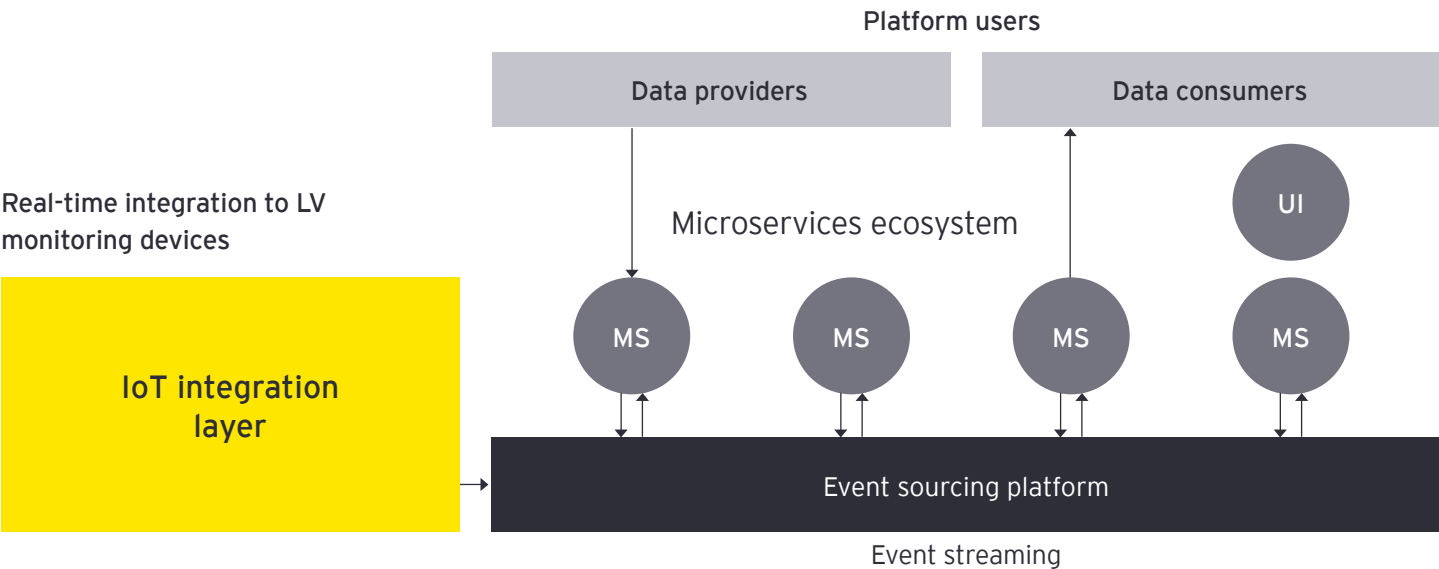 Platform users
Data providers
Data consumers
Real-time integration to LV
monitoring devices
Microservices ecosystem
UI
IoT integration
layer
MS
MS
MS
MS
Event sourcing platform
Event streaming